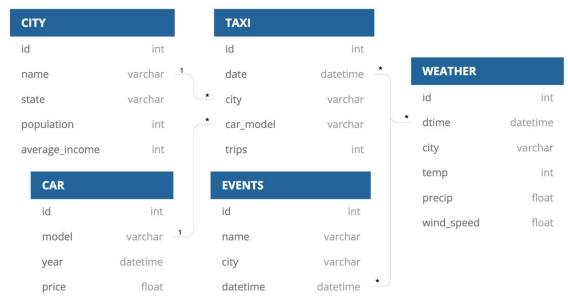 CITY
id int
name varchar 1
state varchar
population int
average_income int
TAXI
id int
date datetime *
* city varchar
* car_model varchar
trips int
WEATHER
id int
* dtime datetime
city varchar
temp int
precip float
wind_speed float
CAR
id int
model varchar 1
year datetime
price float
EVENTS
id int
name varchar
city varchar
datetime datetime *